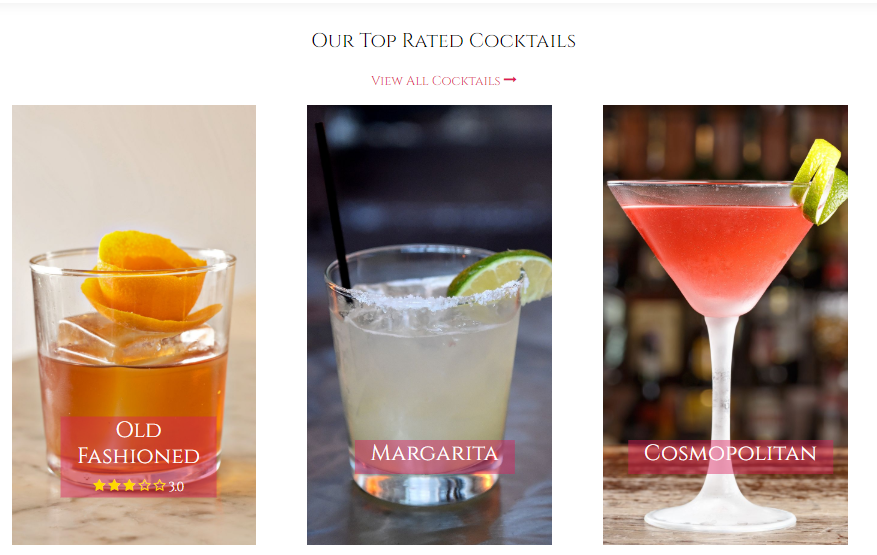 Our Top Rated Cocktails
View All Cocktails
Old
Fashioned
3.0
Margarita
Cosmopolitan